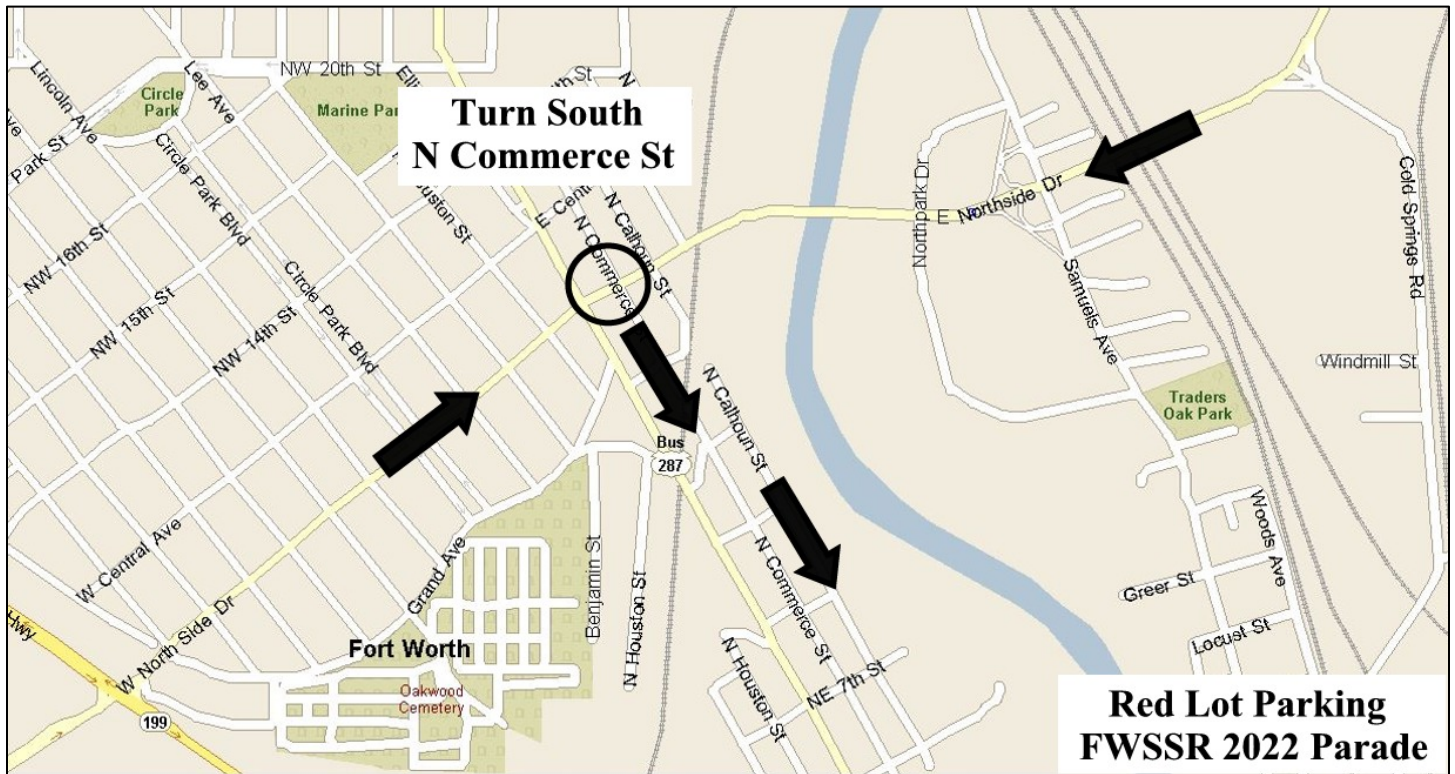 NW 20th St
Lincoln Ave
Lee Ave
Circle
Park
Marine
Park St
Turn South
N Commerce St
Circle Park Blvd
Houston St
NW 16th St
NW 15th St
NW 14th St
Circle Park Blvd
N Commerce
N Calhoun St
Northpark Dr
E Northside Dr
Samuels Ave
Cold Springs Rd
Windmill St
Traders
Oak Park
N Calhoun St
Bus
287
W Central Ave
W North Side Dr
Grand Ave
Benjamin St
N Houston St
N Commerce St
N Houston St
NE 7th St
Woods Ave
Greer St
Locust St
Hwy
199
Fort Worth
Oakwood
Cemetery
Red Lot Parking
FWSSR 2022 Parade